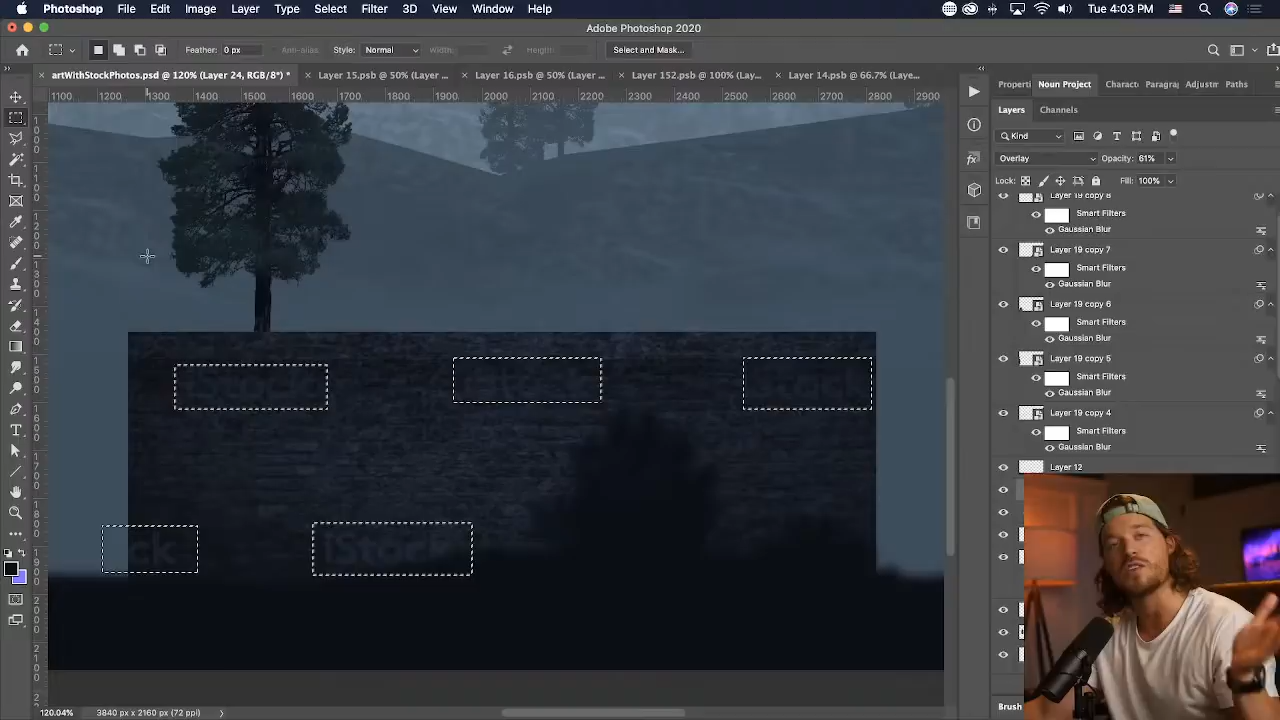 Photoshop File Edit Image Layer Type Select Filter 3D View Window Help Tue 4:03 PM
Adobe Photoshop 2020
Feather: 0 px Anti-alias Style: Normal Width: Height: Select and Mask...
artWithStockPhotos.psd @ 120% (Layer 24, RGB/8*) * Layer 15.psb @ 50% (Layer ... Layer 16.psb @ 50% (Layer ... Layer 152.psb @ 100% (Lay... Layer 14.psb @ 66.7% (Laye...
Properti Noun Project Charact Paragra Adjustm Paths
1100 1200 1300 1400 1500 1600 1700 1800 1900 2000 2100 2200 2300 2400 2500 2600 2700 2800 2900
Layers Channels
Kind
Overlay Opacity: 61%
Lock: Fill: 100%
Layer 19 copy 8
Smart Filters
Gaussian Blur
Layer 19 copy 7
Smart Filters
Gaussian Blur
Layer 19 copy 6
Smart Filters
Gaussian Blur
Layer 19 copy 5
Smart Filters
Gaussian Blur
Layer 19 copy 4
Smart Filters
Gaussian Blur
Layer 12
iStock iStock Stock
ck iStock
Brush
120.04% 3840 px x 2160 px (72 ppi)